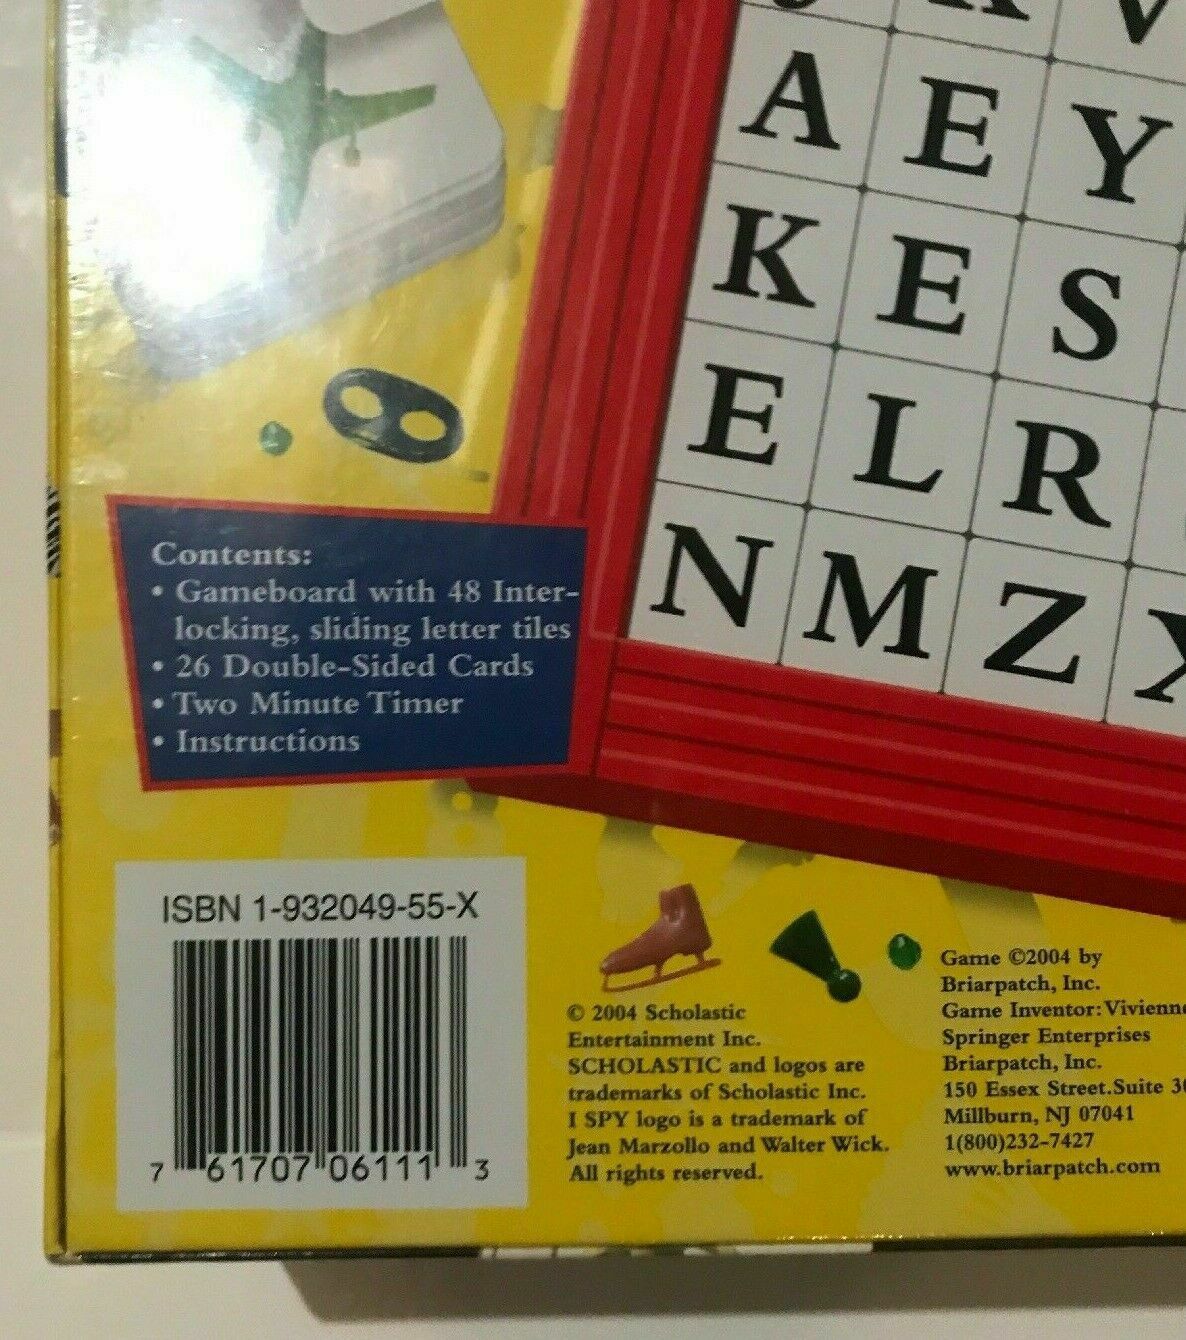 A E Y
K E S
E L R
N M Z
Contents:
• Gameboard with 48 Inter-
locking, sliding letter tiles
• 26 Double-Sided Cards
• Two Minute Timer
• Instructions
ISBN 1-932049-55-X
7 61707 06111 3
© 2004 Scholastic
Entertainment Inc.
SCHOLASTIC and logos are
trademarks of Scholastic Inc.
I SPY logo is a trademark of
Jean Marzollo and Walter Wick.
All rights reserved.
Game ©2004 by
Briarpatch, Inc.
Game Inventor: Vivienne
Springer Enterprises
Briarpatch, Inc.
150 Essex Street. Suite
Millburn, NJ 07041
1(800)232-7427
www.briarpatch.com